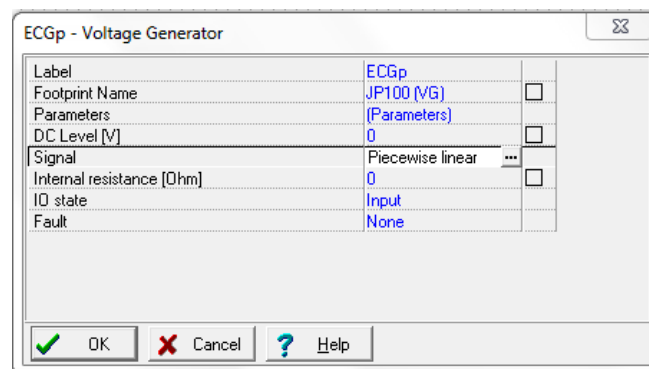 ECGp - Voltage Generator
Label ECGp
Footprint Name JP100 (VG)
Parameters (Parameters)
DC Level [V] 0
Signal Piecewise linear ...
Internal resistance [Ohm] 0
IO state Input
Fault None
OK Cancel ? Help